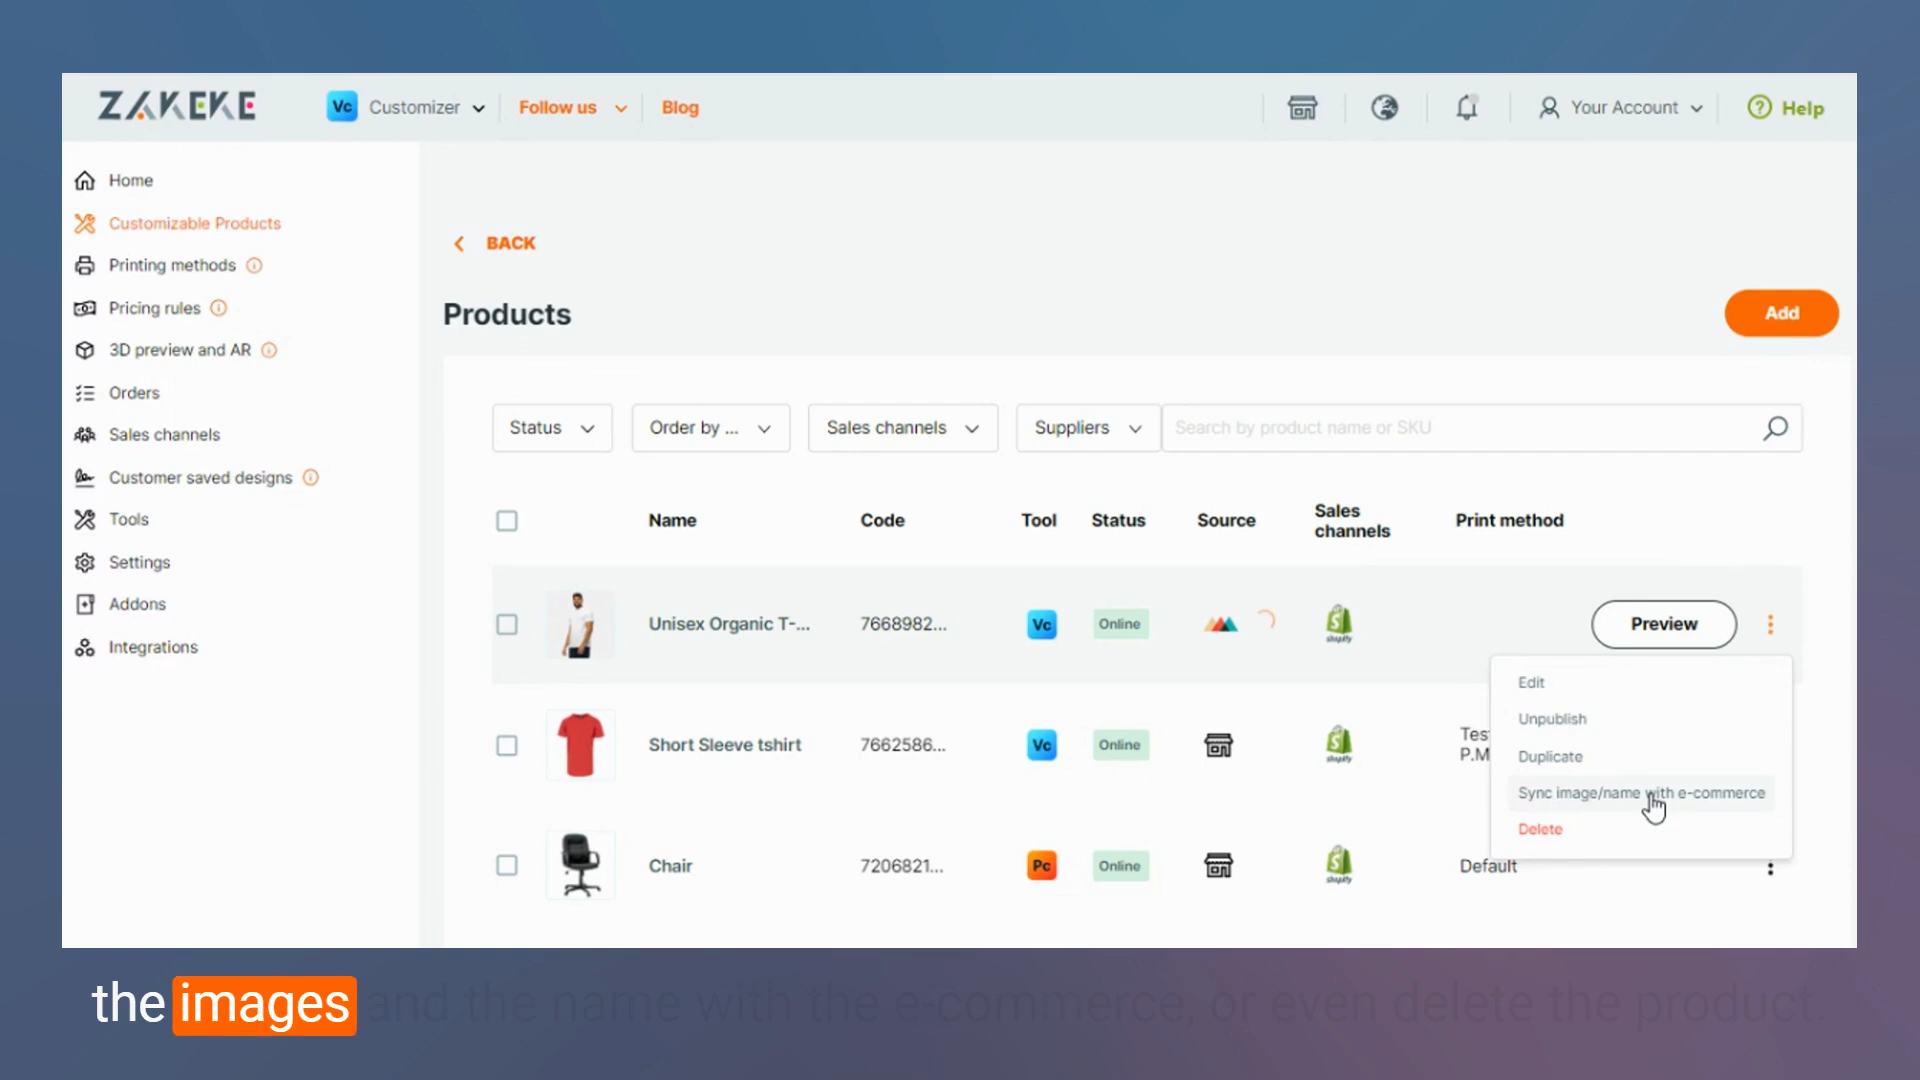 ZAKEKE
Vc Customizer
Follow us
Blog
Your Account
Help
Home
Customizable Products
Printing methods
Pricing rules
3D preview and AR
Orders
Sales channels
Customer saved designs
Tools
Settings
Addons
Integrations
BACK
Products
Add
Status
Order by ...
Sales channels
Suppliers
Search by product name or SKU
Name
Code
Tool
Status
Source
Sales channels
Print method
Unisex Organic T-...
7668982...
Vc
Online
shopify
Preview
Edit
Unpublish
Duplicate
Sync image/name with e-commerce
Delete
Short Sleeve tshirt
7662586...
Vc
Online
shopify
Tes
P.M
Chair
7206821...
Pc
Online
shopify
Default
the images and the name with the e-commerce, or even delete the product.